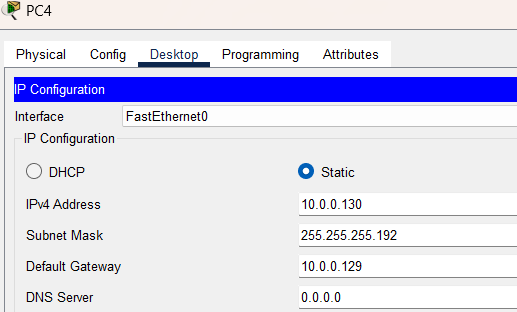 PC4
Physical Config Desktop Programming Attributes
IP Configuration
Interface FastEthernet0
IP Configuration
DHCP Static
IPv4 Address 10.0.0.130
Subnet Mask 255.255.255.192
Default Gateway 10.0.0.129
DNS Server 0.0.0.0